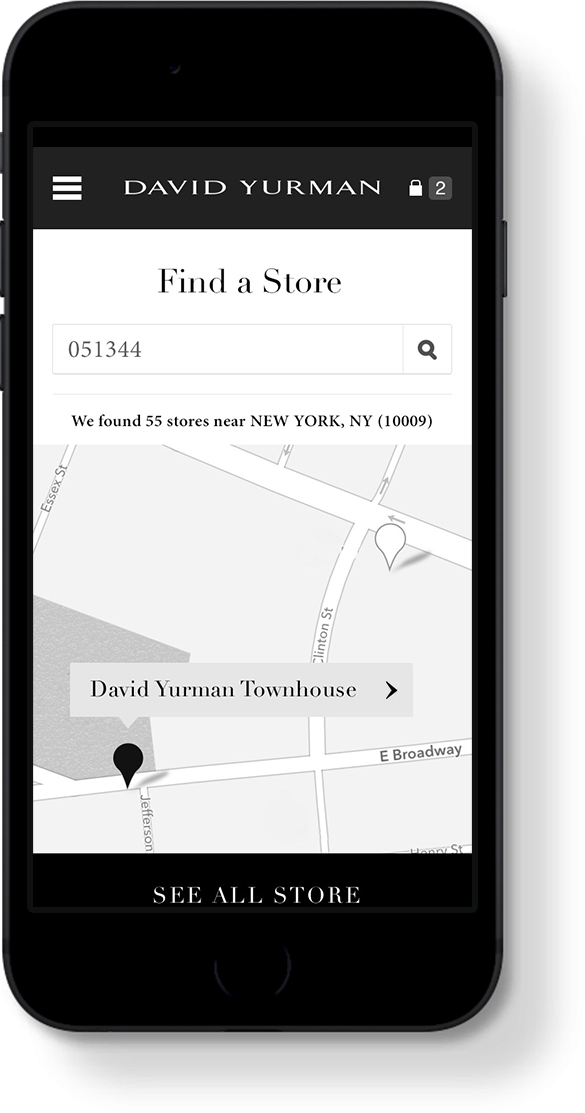 DAVID YURMAN
2
Find a Store
051344
We found 55 stores near NEW YORK, NY (10009)
Essex St
Clinton St
David Yurman Townhouse
E Broadway
Jefferson
Henry St
SEE ALL STORE